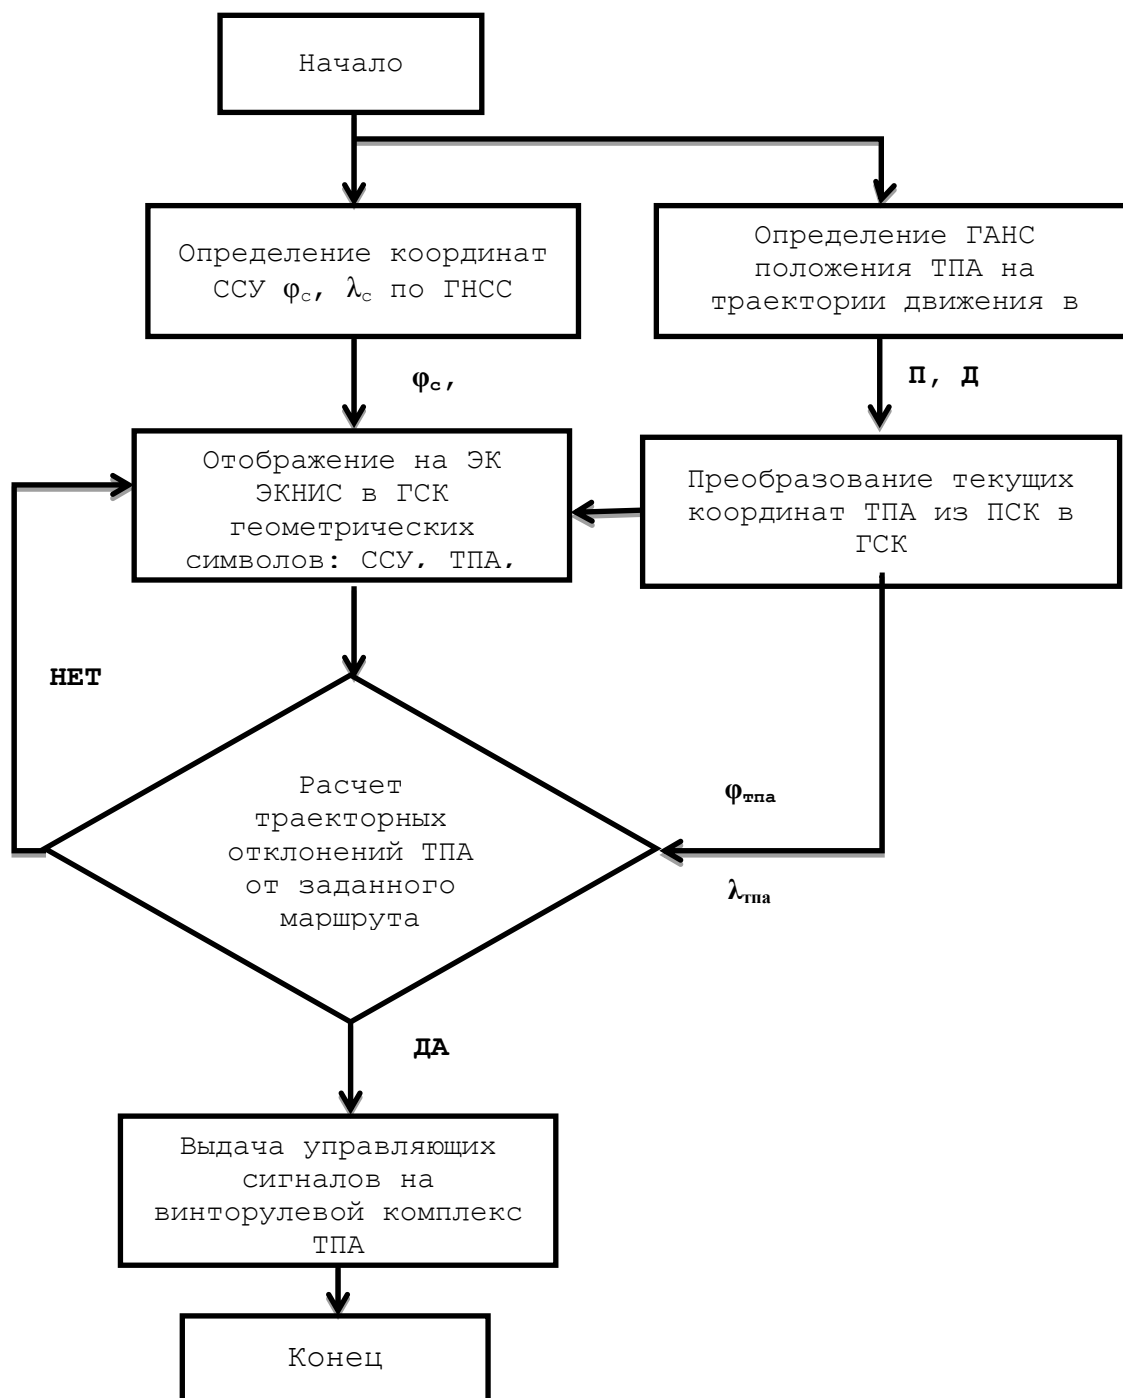 Начало
Определение координат
ССУ φс, λс по ГНСС
Определение ГАНС
положения ТПА на
траектории движения в
φс,
П, Д
Отображение на ЭК
ЭКНИС в ГСК
геометрических
символов: ССУ, ТПА,
Преобразование текущих
координат ТПА из ПСК в
ГСК
НЕТ
Расчет
траекторных
отклонений ТПА
от заданного
маршрута
φтпа
λтпа
ДА
Выдача управляющих
сигналов на
винторулевой комплекс
ТПА
Конец